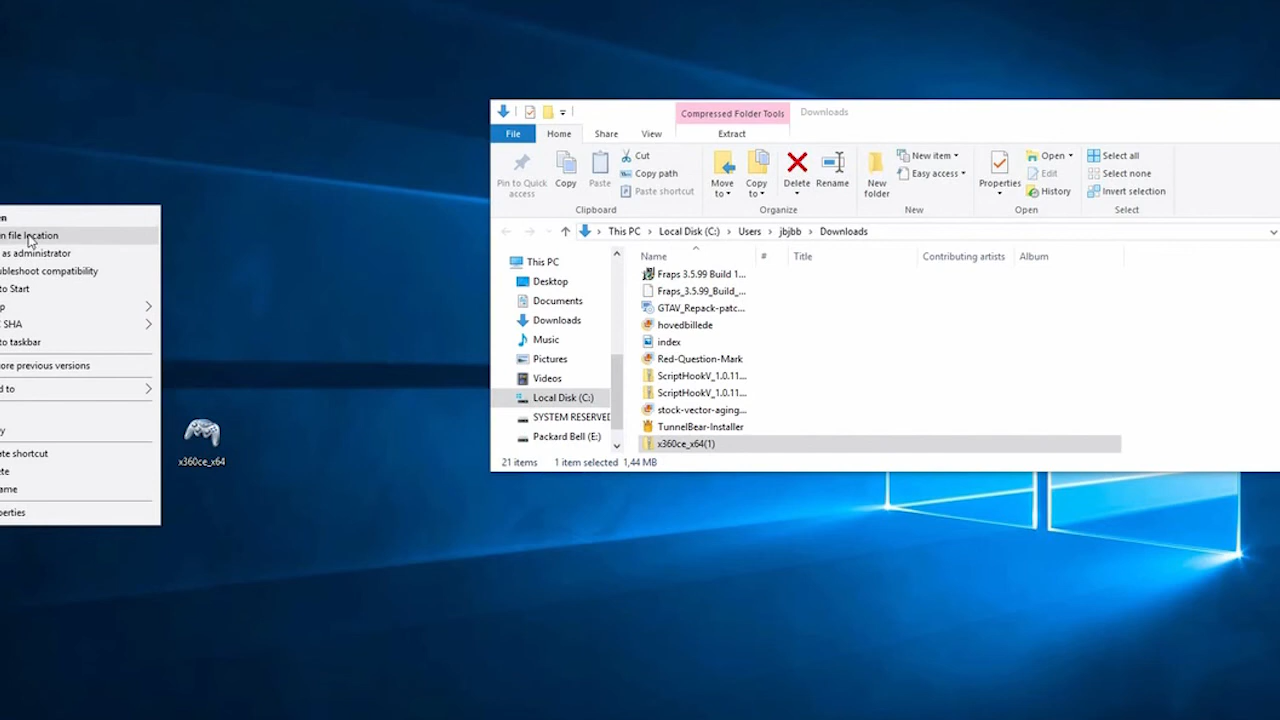 en
n file location
as administrator
ubleshoot compatibility
to Start
p
SHA
to taskbar
ore previous versions
d to
y
ate shortcut
ete
ame
perties
x360ce_x64
Compressed Folder Tools
Downloads
File
Home
Share
View
Extract
Pin to Quick access
Copy
Paste
Cut
Copy path
Paste shortcut
Clipboard
Move to
Copy to
Delete
Rename
Organize
New folder
New item
Easy access
New
Properties
Open
Edit
History
Open
Select all
Select none
Invert selection
Select
This PC > Local Disk (C:) > Users > jbjbb > Downloads
Name
#
Title
Contributing artists
Album
This PC
Desktop
Documents
Downloads
Music
Pictures
Videos
Local Disk (C:)
SYSTEM RESERVED
Packard Bell (E:)
Fraps 3.5.99 Build 1...
Fraps_3.5.99_Build_...
GTAV_Repack-patc...
hovedbillede
index
Red-Question-Mark
ScriptHookV_1.0.11...
ScriptHookV_1.0.11...
stock-vector-aging...
TunnelBear-Installer
x360ce_x64(1)
21 items
1 item selected
1,44 MB